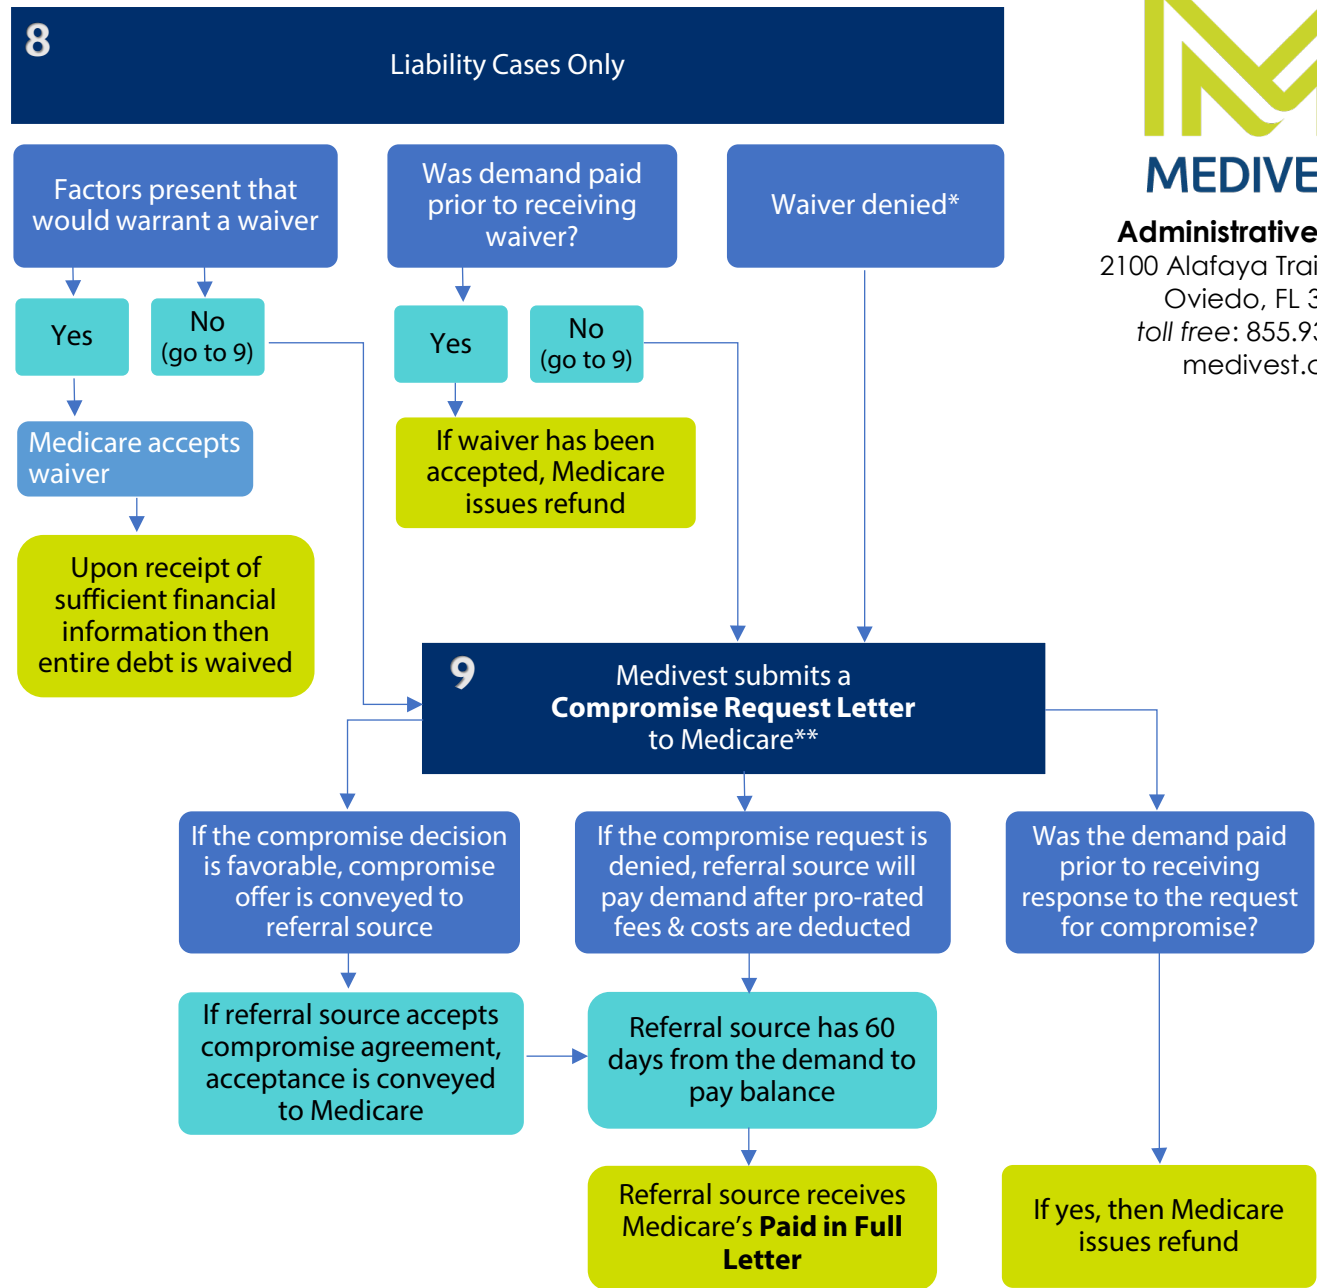 8
Liability Cases Only
Factors present that
would warrant a waiver
Was demand paid
prior to receiving
waiver?
Waiver denied*
Yes
No
(go to 9)
Yes
No
(go to 9)
Medicare accepts
waiver
If waiver has been
accepted, Medicare
issues refund
Upon receipt of
sufficient financial
information then
entire debt is waived
9
Medivest submits a
Compromise Request Letter
to Medicare**
If the compromise decision
is favorable, compromise
offer is conveyed to
referral source
If the compromise request is
denied, referral source will
pay demand after pro-rated
fees & costs are deducted
Was the demand paid
prior to receiving
response to the request
for compromise?
If referral source accepts
compromise agreement,
acceptance is conveyed
to Medicare
Referral source has 60
days from the demand to
pay balance
Referral source receives
Medicare's Paid in Full
Letter
If yes, then Medicare
issues refund
MEDIVE
Administrative
2100 Alafaya Trai
Oviedo, FL 3
toll free: 855.93
medivest.c